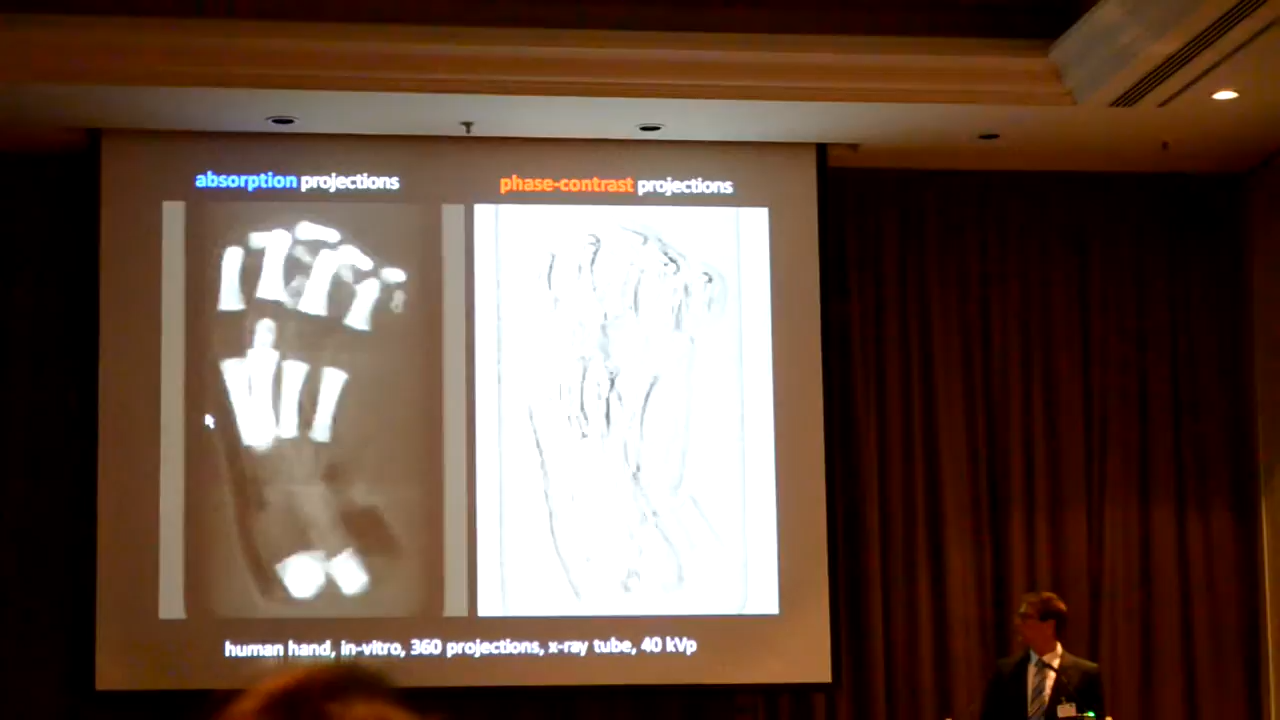 absorption projections
phase-contrast projections
human hand, in-vitro, 360 projections, x-ray tube, 40 kVp